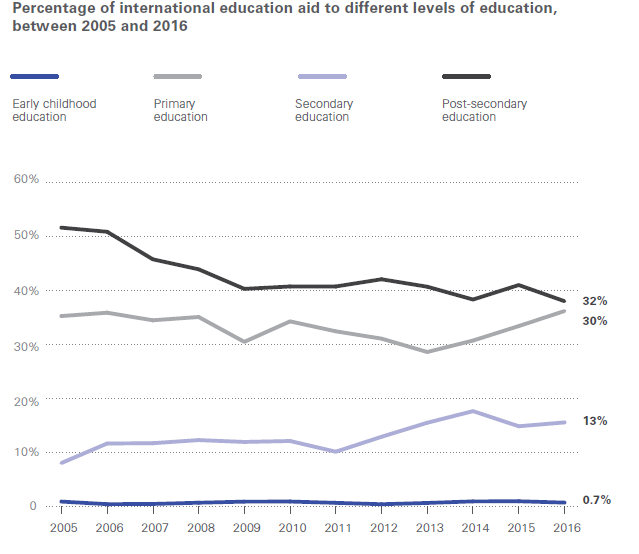 Percentage of international education aid to different levels of education,
between 2005 and 2016
Early childhood
education
Primary
education
Secondary
education
Post-secondary
education
60%
50%
40%
30%
20%
10%
0
32%
30%
13%
0.7%
2005 2006 2007 2008 2009 2010 2011 2012 2013 2014 2015 2016